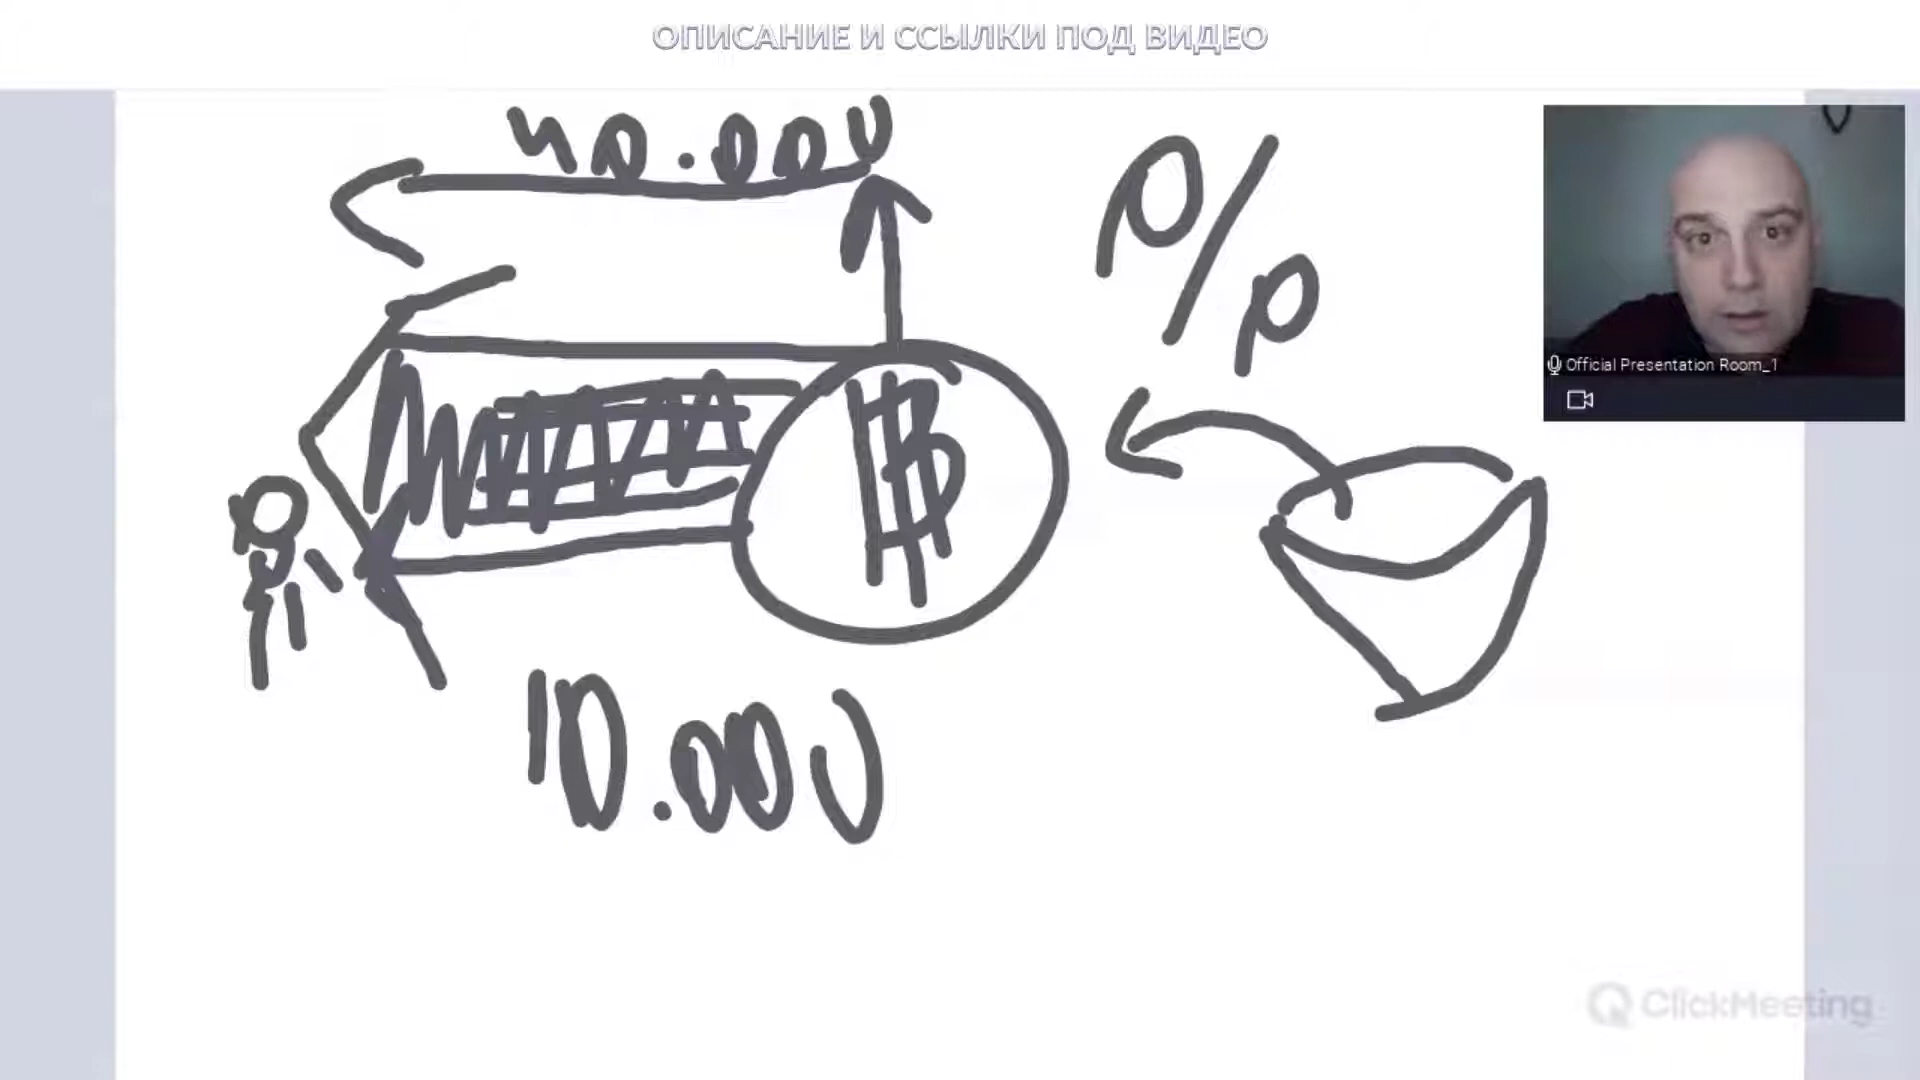 ОПИСАНИЕ И ССЫЛКИ ПОД ВИДЕО
40.000
P/P
Official Presentation Room_1
B
10.000
ClickMeeting